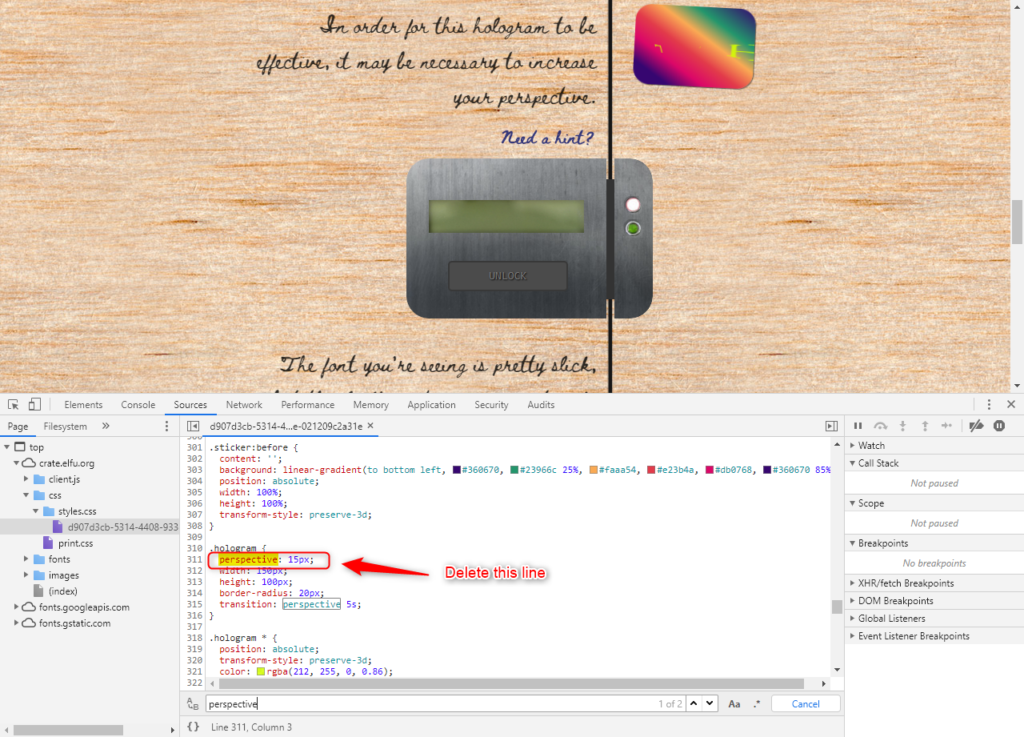 In order for this hologram to be
effective, it may be necessary to increase
your perspective.
Need a hint?
UNLOCK
The font you're seeing is pretty slick,
Elements Console Sources Network Performance Memory Application Security Audits
Page Filesystem »
top
crate.elfu.org
client.js
css
styles.css
d907d3cb-5314-4408-933
print.css
fonts
images
(index)
fonts.googleapis.com
fonts.gstatic.com
d907d3cb-5314-4...e-021209c2a31e ×
301 .sticker:before {
302 content: '';
303 background: linear-gradient(to bottom left, #360670, #23966c 25%, #faaa54, #e23b4a, #db0768, #360670 85%
304 position: absolute;
305 width: 100%;
306 height: 100%;
307 transform-style: preserve-3d;
308 }
309
310 .hologram {
311 perspective: 15px;
312 width: 150px;
313 height: 100px;
314 border-radius: 20px;
315 transition: perspective 5s;
316 }
317
318 .hologram * {
319 position: absolute;
320 transform-style: preserve-3d;
321 color: rgba(212, 255, 0, 0.86);
322
Delete this line
perspective 1 of 2 Aa .* Cancel
{} Line 311, Column 3
Watch
Call Stack
Not paused
Scope
Not paused
Breakpoints
No breakpoints
XHR/fetch Breakpoints
DOM Breakpoints
Global Listeners
Event Listener Breakpoints